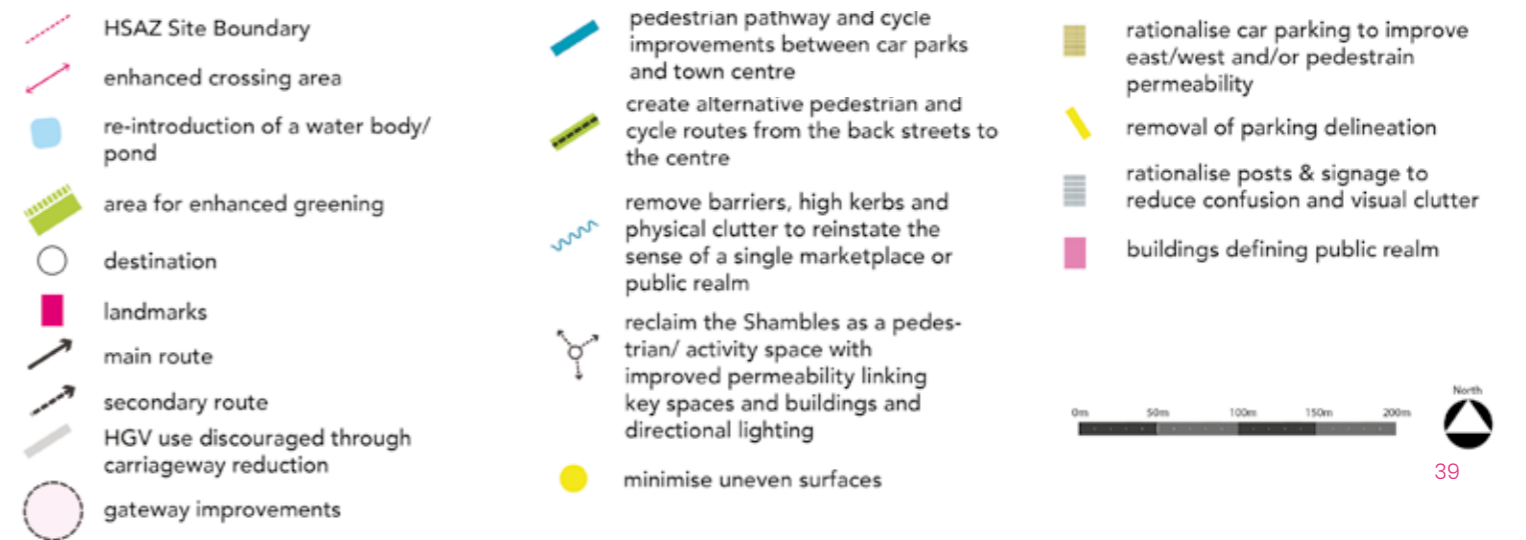 HSAZ Site Boundary
enhanced crossing area
re-introduction of a water body/
pond
area for enhanced greening
destination
landmarks
main route
secondary route
HGV use discouraged through
carriageway reduction
gateway improvements
pedestrian pathway and cycle
improvements between car parks
and town centre
create alternative pedestrian and
cycle routes from the back streets to
the centre
remove barriers, high kerbs and
physical clutter to reinstate the
sense of a single marketplace or
public realm
reclaim the Shambles as a pedes-
trian/ activity space with
improved permeability linking
key spaces and buildings and
directional lighting
minimise uneven surfaces
rationalise car parking to improve
east/west and/or pedestrain
permeability
removal of parking delineation
rationalise posts & signage to
reduce confusion and visual clutter
buildings defining public realm
0m 50m 100m 150m 200m
North
39